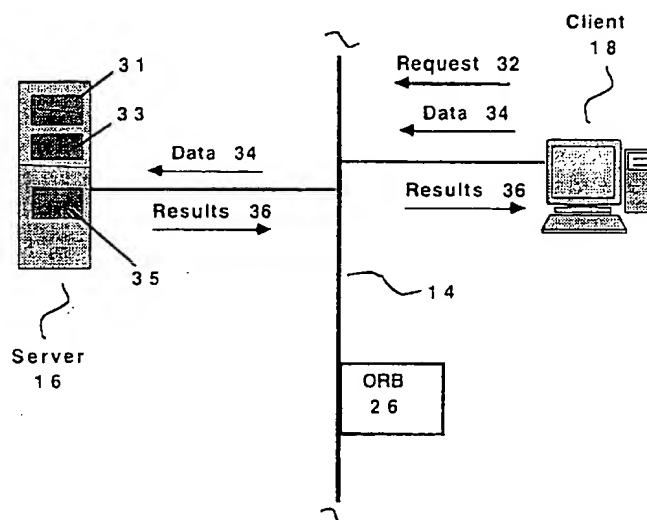 Client
18
31
33
Request 32
Data 34
Data 34
Results 36
Results 36
35
14
Server
16
ORB
26